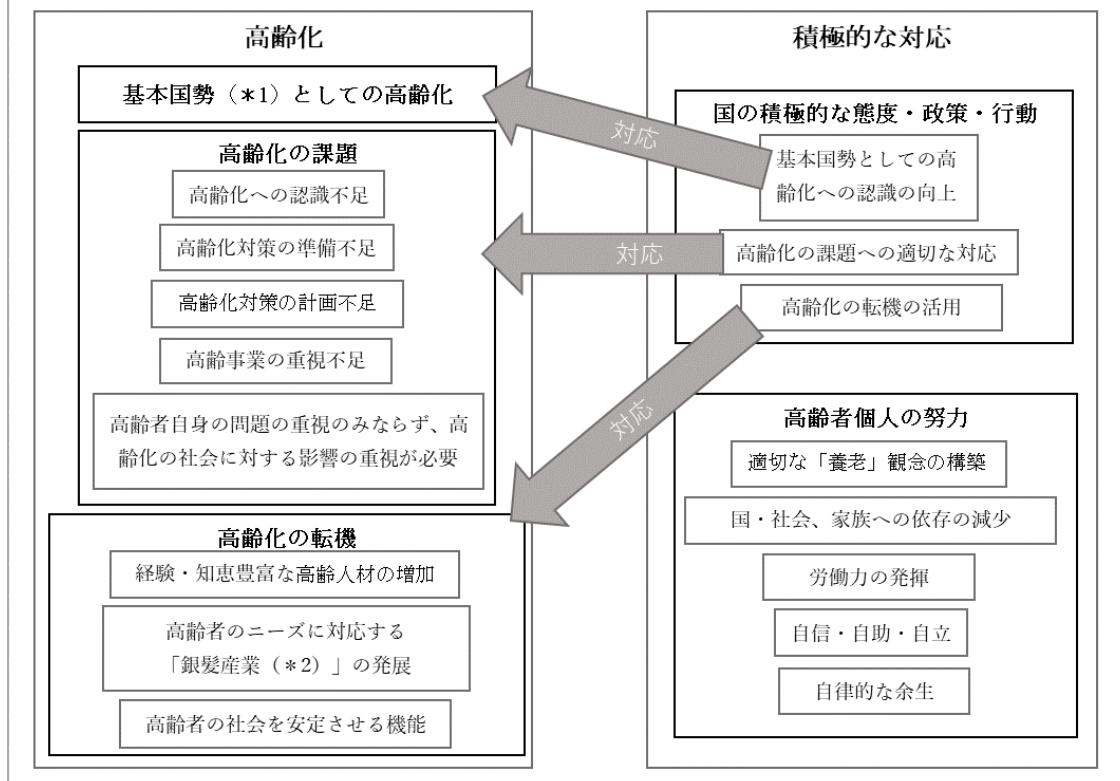 高齢化
基本国勢（＊1）としての高齢化
高齢化の課題
高齢化への認識不足
高齢化対策の準備不足
高齢化対策の計画不足
高齢事業の重視不足
高齢者自身の問題の重視のみならず、高
齢化の社会に対する影響の重視が必要
高齢化の転機
経験・知恵豊富な高齢人材の増加
高齢者のニーズに対応する
「銀髪産業（＊2）」の発展
高齢者の社会を安定させる機能
対応
対応
対応
積極的な対応
国の積極的な態度・政策・行動
基本国勢としての高
齢化への認識の向上
高齢化の課題への適切な対応
高齢化の転機の活用
高齢者個人の努力
適切な「養老」観念の構築
国・社会、家族への依存の減少
労働力の発揮
自信・自助・自立
自律的な余生